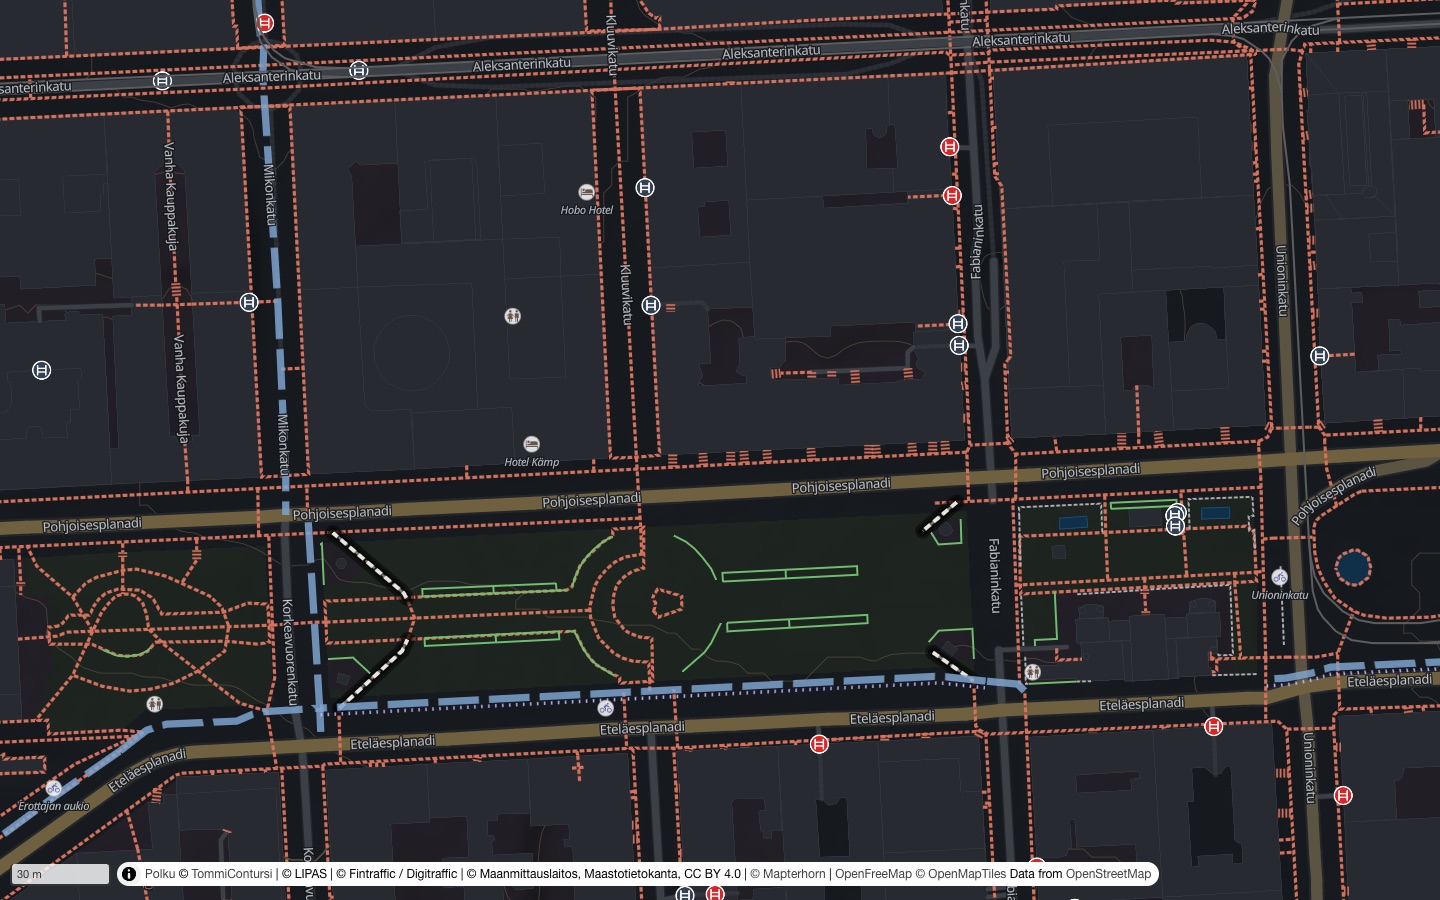 Aleksanterinkatu
Kluuvikatu
Aleksanterinkatu
Aleksanterinkatu
Aleksanterinkatu
santerinkatu
Aleksanterinkatu
nkatu
Vanha Kauppakuja
Mikonkatu
Hobo Hotel
Fabianinkatu
Unioninkatu
Kluuvikatu
Vanha Kauppakuja
Mikonkatu
Hotel Kämp
Pohjoisesplanadi
Pohjoisesplanadi
Pohjoisesplanadi
Pohjoisesplanadi
Pohjoisesplanadi
Pohjoisesplanadi
Fabianinkatu
Unioninkatu
Korkeavuorenkatu
Eteläesplanadi
Eteläesplanadi
Eteläesplanadi
Eteläesplanadi
Eteläesplanadi
Eteläesplanadi
Unioninkatu
Erottajan aukio
30 m
Polku © TommiContursi | © LIPAS | © Fintraffic / Digitraffic | © Maanmittauslaitos, Maastotietokanta, CC BY 4.0 | © Mapterhorn | OpenFreeMap © OpenMapTiles Data from OpenStreetMap